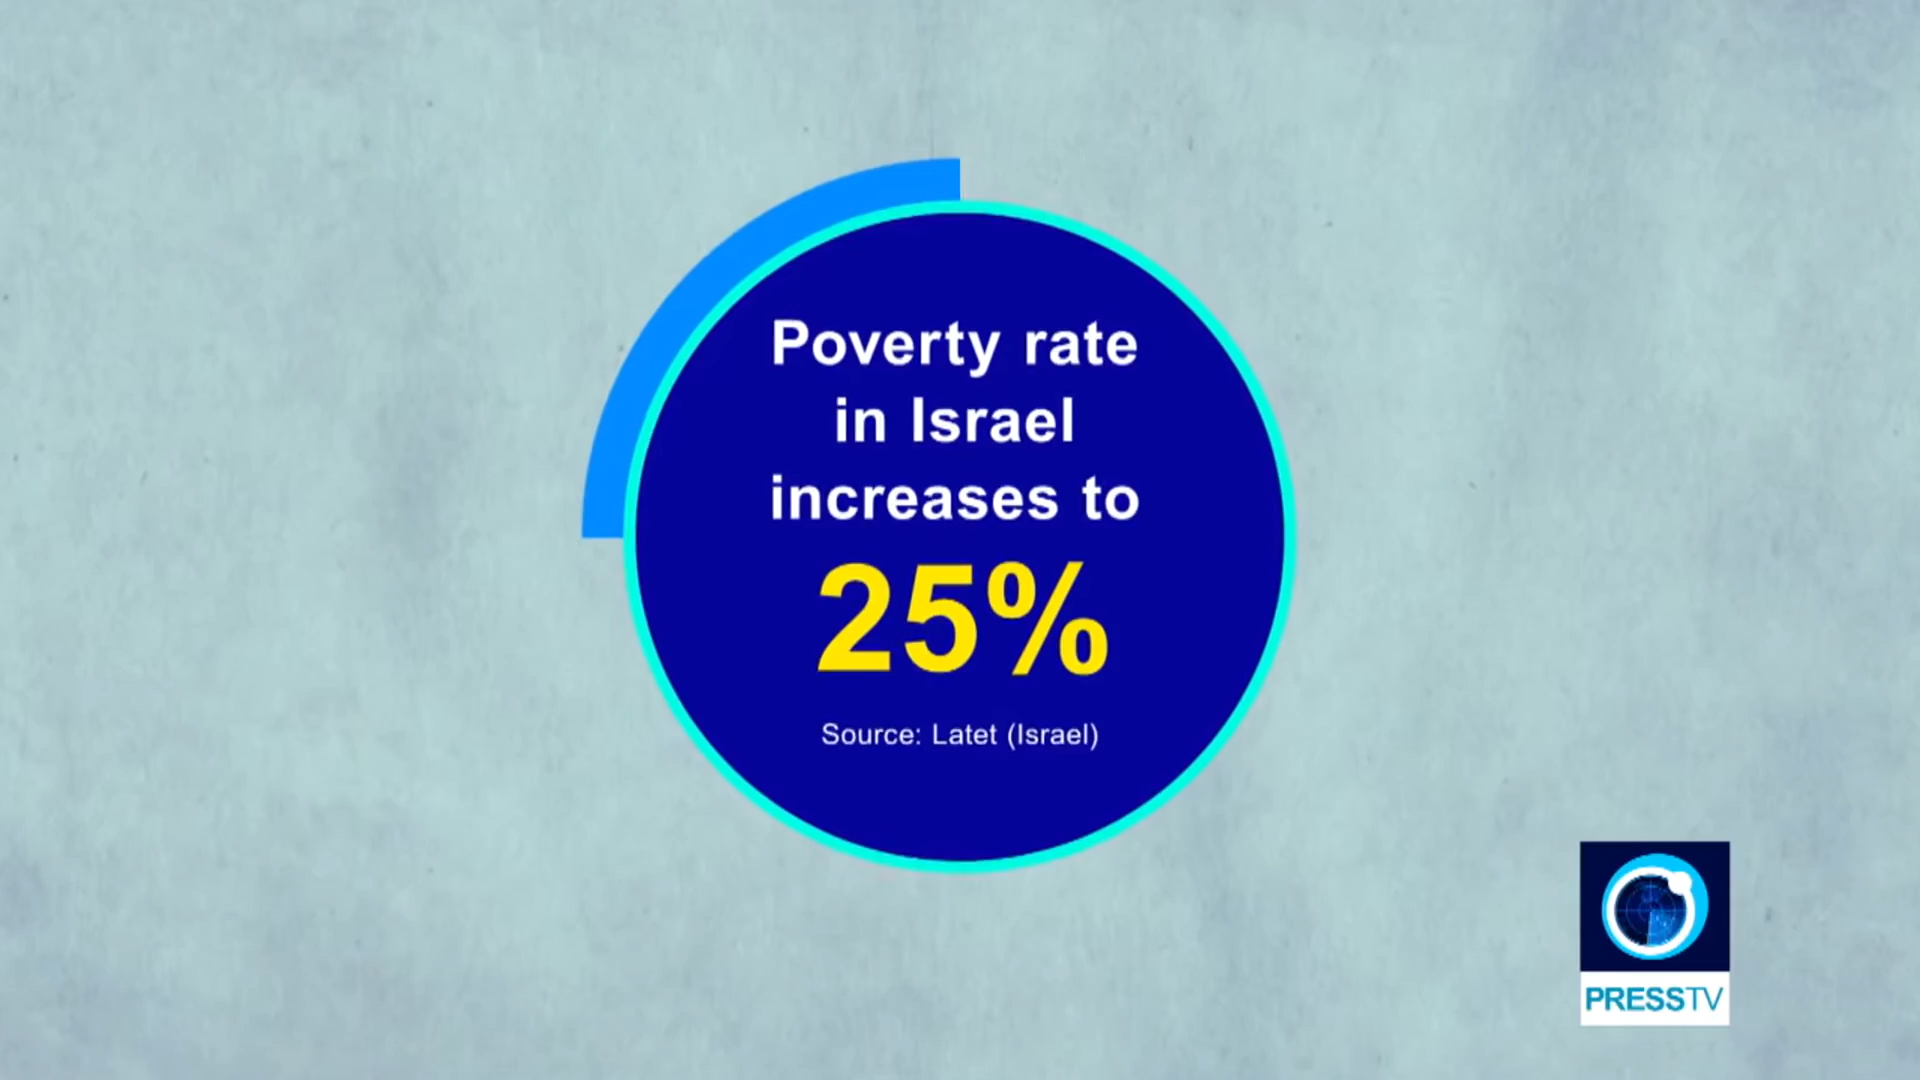 Poverty rate
in Israel
increases to
25%
Source: Latet (Israel)
PRESSTV